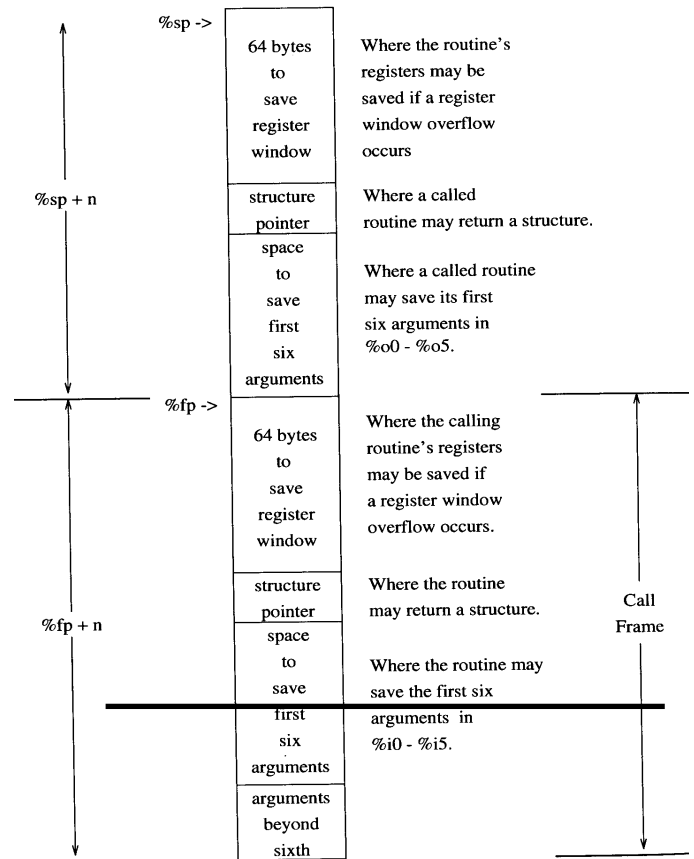 %sp ->
64 bytes
to
save
register
window
Where the routine's
registers may be
saved if a register
window overflow
occurs
%sp + n
structure
pointer
Where a called
routine may return a structure.
space
to
save
first
six
arguments
Where a called routine
may save its first
six arguments in
%o0 - %o5.
%fp ->
64 bytes
to
save
register
window
Where the calling
routine's registers
may be saved if
a register window
overflow occurs.
structure
pointer
Where the routine
may return a structure.
Call
Frame
%fp + n
space
to
save
first
six
arguments
Where the routine may
save the first six
arguments in
%i0 - %i5.
arguments
beyond
sixth